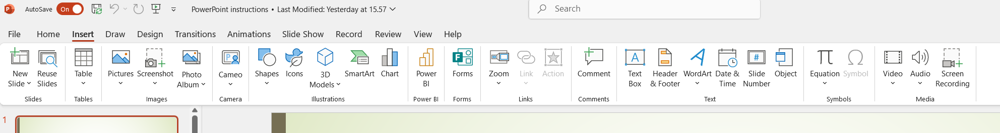 P
AutoSave On PowerPoint instructions • Last Modified: Yesterday at 15.57 Search
File Home Insert Draw Design Transitions Animations Slide Show Record Review View Help
New Slide
Reuse Slides
Slides
Table
Tables
Pictures
Screenshot
Photo Album
Images
Cameo
Camera
Shapes
Icons
3D Models
SmartArt
Chart
Illustrations
Power BI
Power BI
Forms
Forms
Zoom
Link
Action
Links
Comment
Comments
Text Box
Header & Footer
WordArt
Date & Time
Slide Number
Object
Text
Equation
Symbol
Symbols
Video
Audio
Screen Recording
Media
1